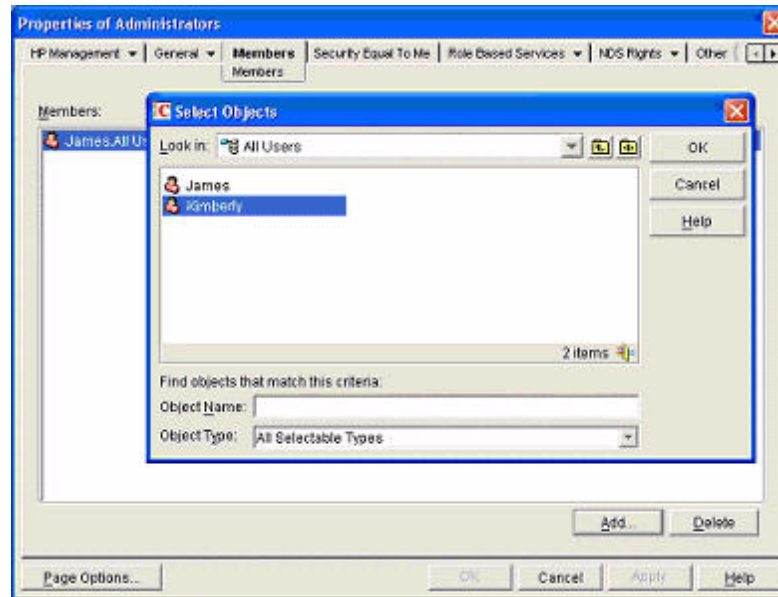 Properties of Administrators
HP Management General Members Security Equal To Me Role Based Services NDS Rights Other
Members
Members:
James.All Us
Select Objects
Look in: All Users
James
Kimberly
2 items
Find objects that match this criteria:
Object Name:
Object Type: All Selectable Types
OK
Cancel
Help
Add... Delete
Page Options... OK Cancel Apply Help